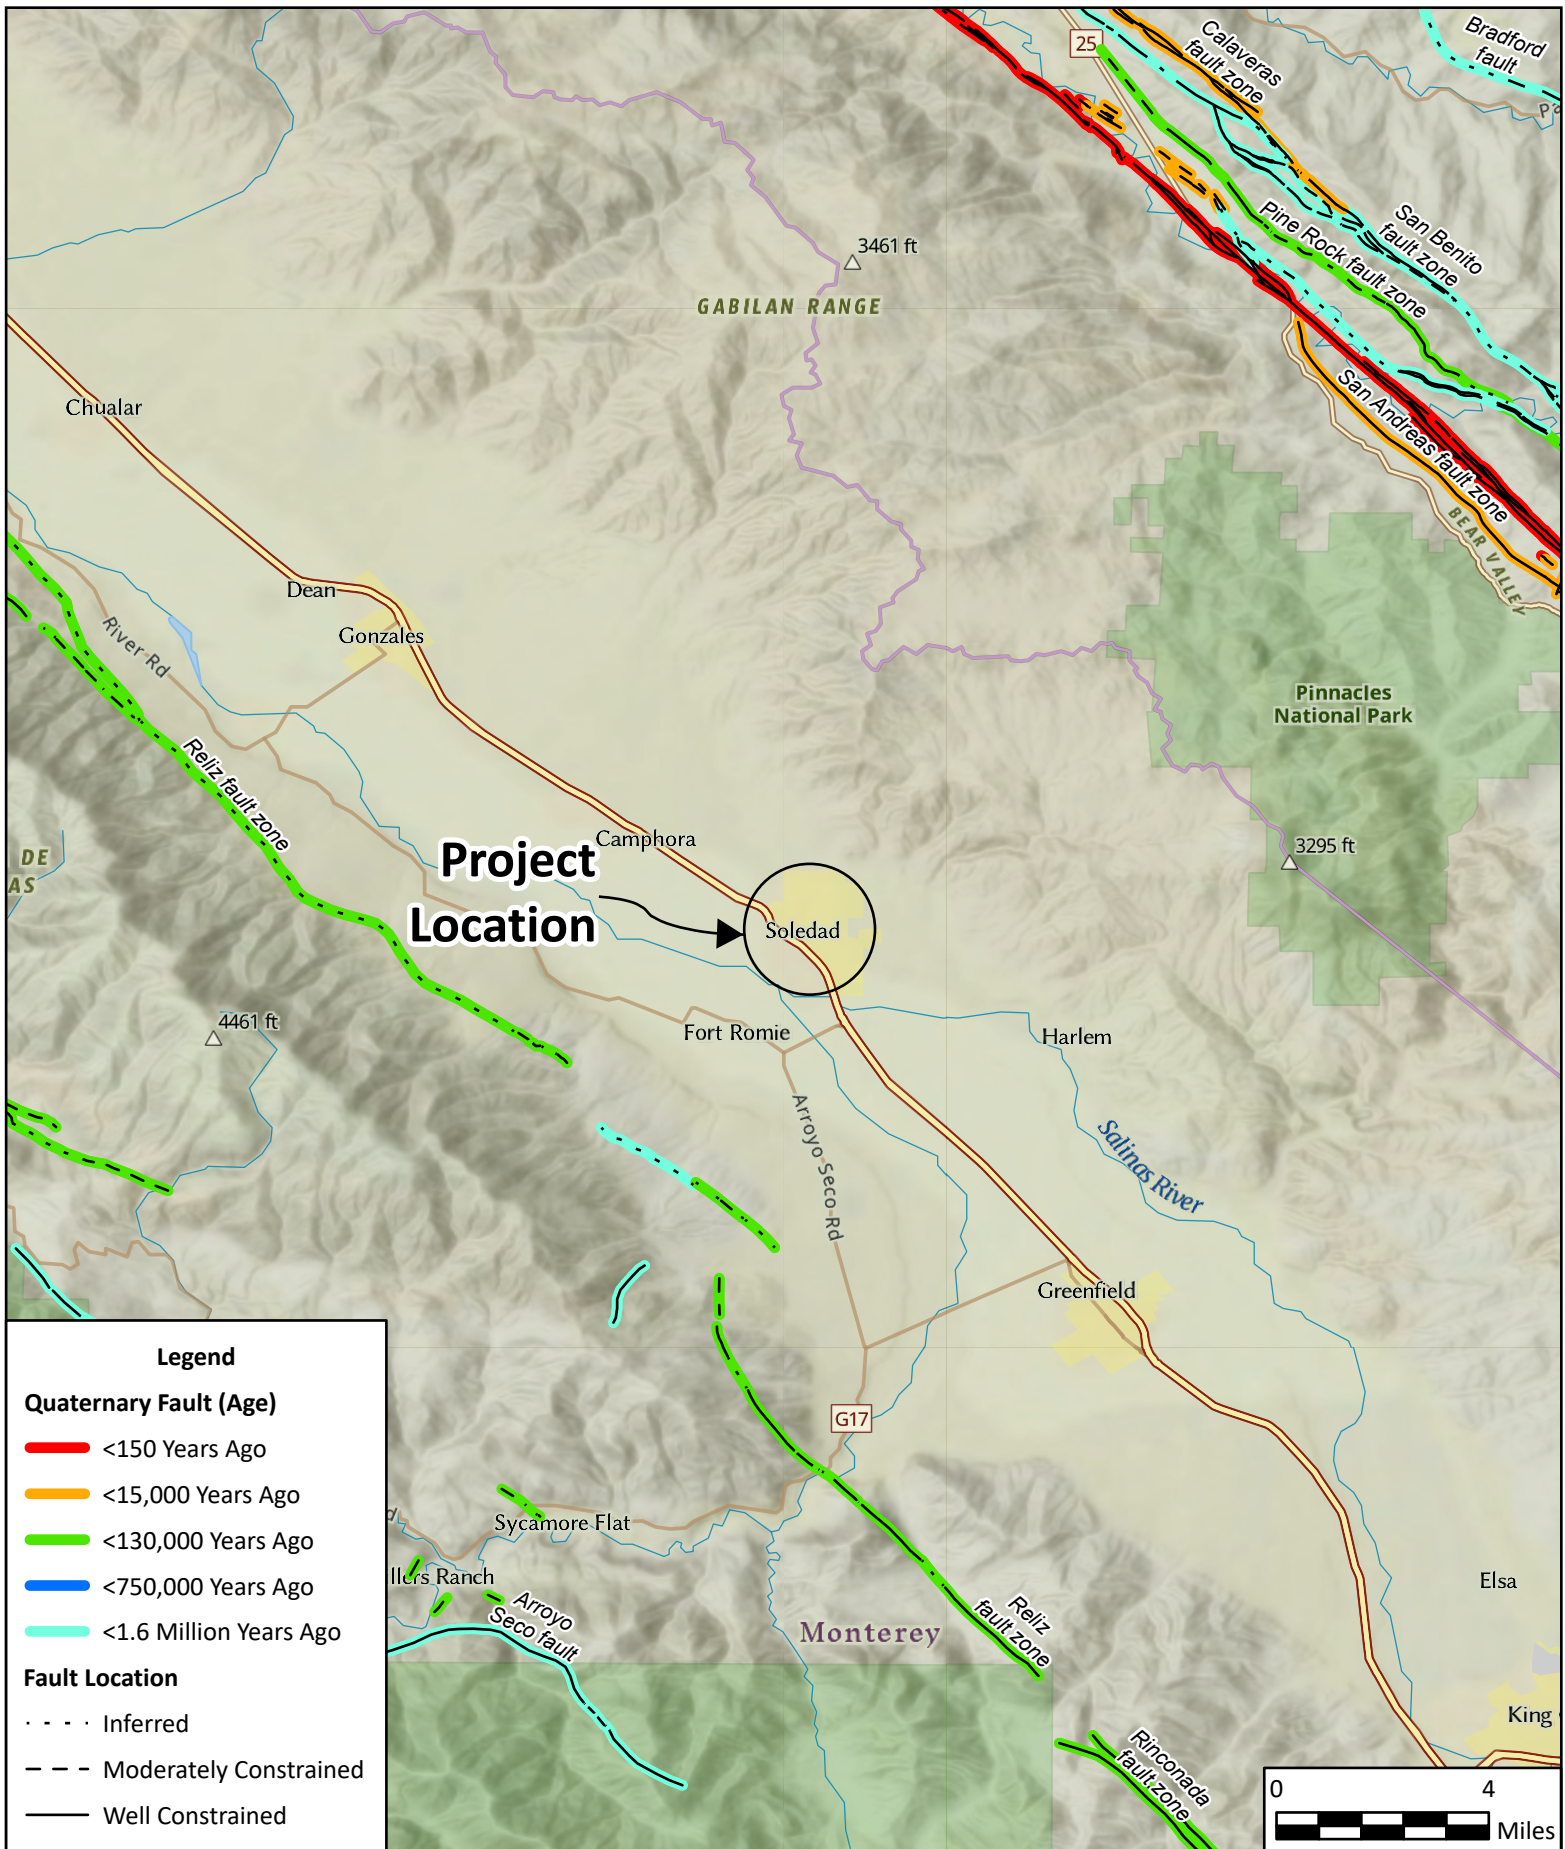 25
Calaveras
fault zone
Bradford
fault
San Benito
fault zone
Pine Rock fault zone
3461 ft
GABILAN RANGE
San Andreas fault zone
BEAR VALLEY
Chualar
Dean
Gonzales
River Rd
Pinnacles
National Park
Reliz fault zone
Camphora
3295 ft
DE
AS
Project
Location
Soledad
4461 ft
Fort Romie
Harlem
Arroyo Seco Rd
Salinas River
Greenfield
G17
Sycamore Flat
llers Ranch
Arroyo
Seco fault
Reliz
fault zone
Monterey
Elsa
King
Rinconada
fault zone
Legend
Quaternary Fault (Age)
<150 Years Ago
<15,000 Years Ago
<130,000 Years Ago
<750,000 Years Ago
<1.6 Million Years Ago
Fault Location
Inferred
Moderately Constrained
Well Constrained
0 4
Miles